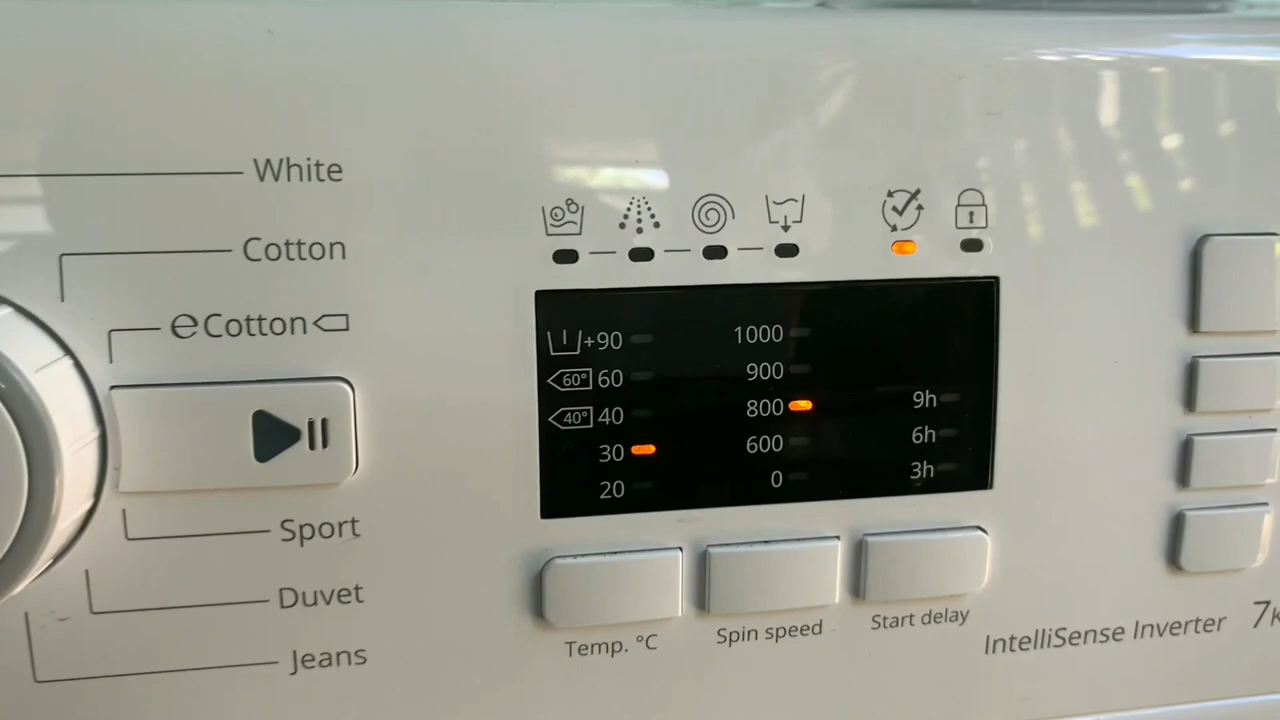 White
Cotton
eCotton
Sport
Duvet
Jeans
+90
60° 60
40° 40
30
20
1000
900
800
600
0
9h
6h
3h
Temp. °C
Spin speed
Start delay
IntelliSense Inverter 7k